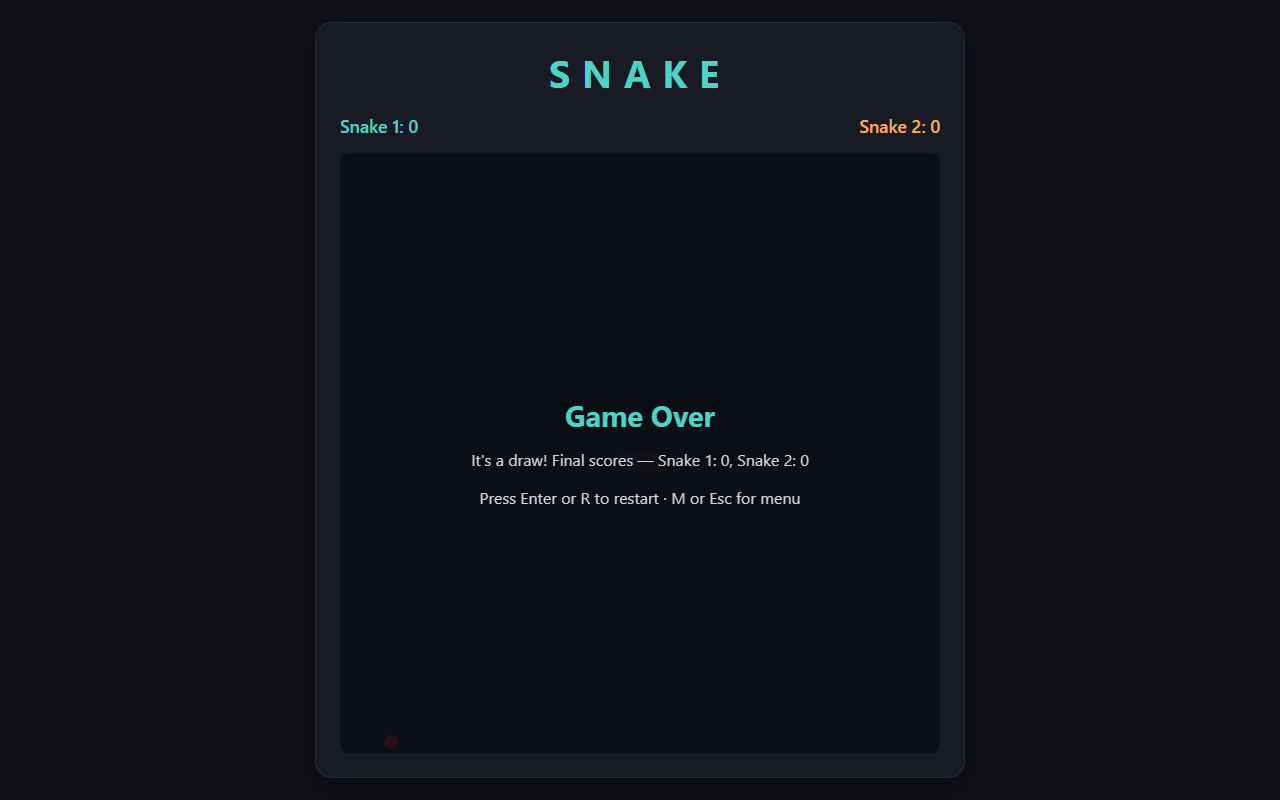 SNAKE
Snake 1: 0
Snake 2: 0
Game Over
It's a draw! Final scores — Snake 1: 0, Snake 2: 0
Press Enter or R to restart · M or Esc for menu